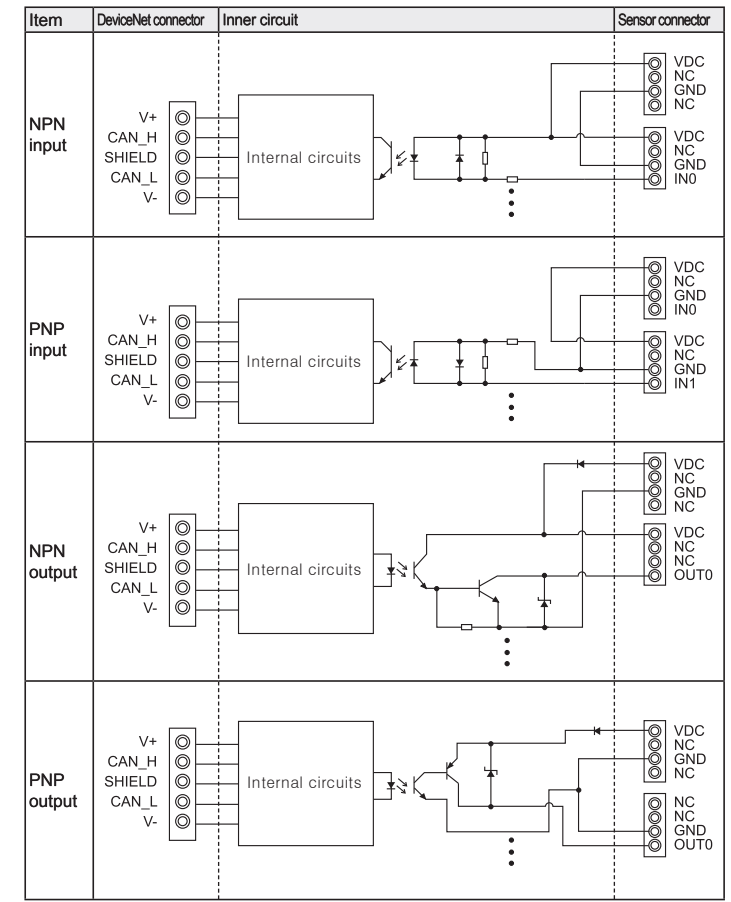 Item DeviceNet connector Inner circuit Sensor connector
NPN input
V+
CAN_H
SHIELD
CAN_L
V-
Internal circuits
VDC
NC
GND
NC
VDC
NC
GND
IN0
PNP input
V+
CAN_H
SHIELD
CAN_L
V-
Internal circuits
VDC
NC
GND
IN0
VDC
NC
GND
IN1
NPN output
V+
CAN_H
SHIELD
CAN_L
V-
Internal circuits
VDC
NC
GND
NC
VDC
NC
NC
OUT0
PNP output
V+
CAN_H
SHIELD
CAN_L
V-
Internal circuits
VDC
NC
GND
NC
NC
NC
GND
OUT0